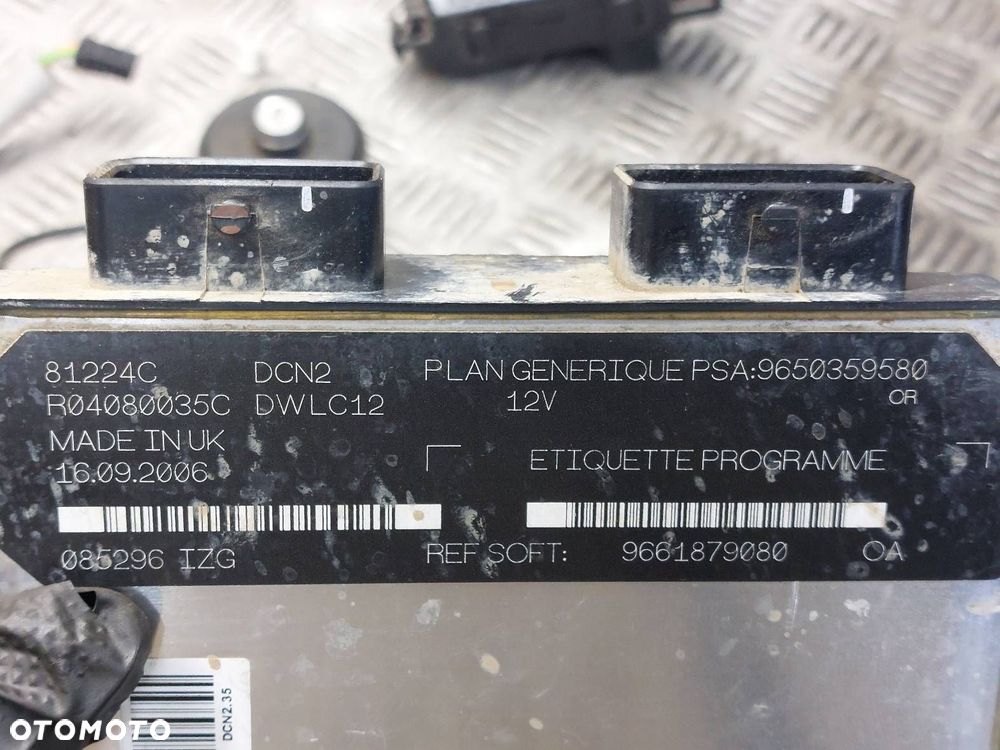 81224C DCN2 PLAN GENERIQUE PSA:9650359580
R04080035C DWLC12 12V OR
MADE IN UK
16.09.2006 ETIQUETTE PROGRAMME
085296 IZG REF SOFT: 9661879080 OA
DCN2.35
OTOMOTO